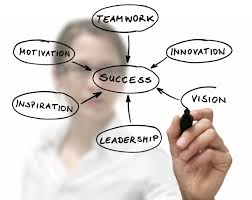 TEAMWORK
MOTIVATION
INNOVATION
SUCCESS
INSPIRATION
VISION
LEADERSHIP